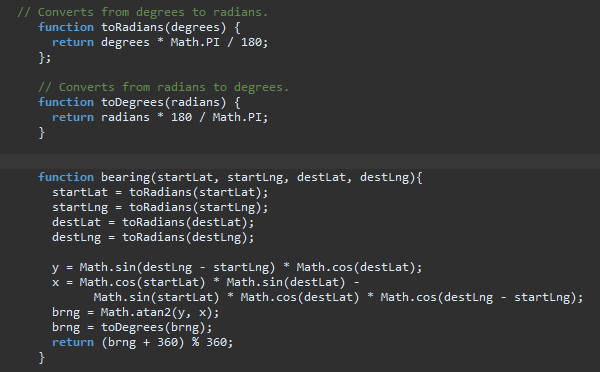 // Converts from degrees to radians.
function toRadians(degrees) {
return degrees * Math.PI / 180;
};
// Converts from radians to degrees.
function toDegrees(radians) {
return radians * 180 / Math.PI;
}
function bearing(startLat, startLng, destLat, destLng){
startLat = toRadians(startLat);
startLng = toRadians(startLng);
destLat = toRadians(destLat);
destLng = toRadians(destLng);
y = Math.sin(destLng - startLng) * Math.cos(destLat);
x = Math.cos(startLat) * Math.sin(destLat) -
Math.sin(startLat) * Math.cos(destLat) * Math.cos(destLng - startLng);
brng = Math.atan2(y, x);
brng = toDegrees(brng);
return (brng + 360) % 360;
}